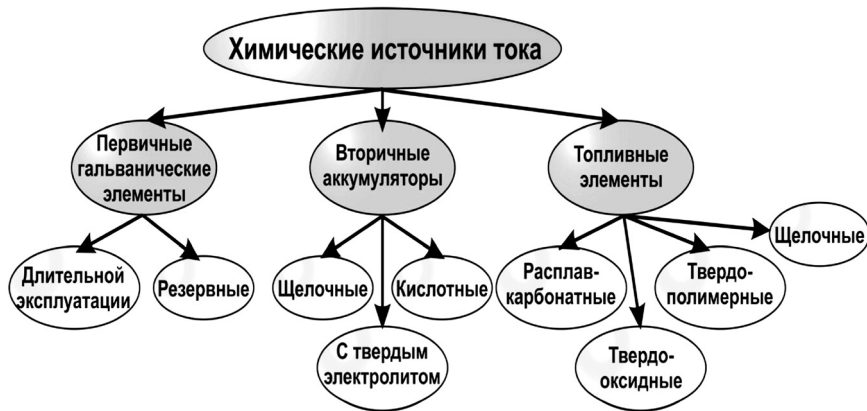 Химические источники тока
Первичные
гальванические
элементы
Вторичные
аккумуляторы
Топливные
элементы
Длительной
эксплуатации
Резервные
Щелочные
С твердым
электролитом
Кислотные
Расплав-
карбонатные
Твердо-
оксидные
Твердо-
полимерные
Щелочные